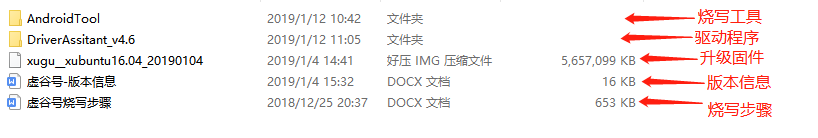 AndroidTool 2019/1/12 10:42 文件夹 烧写工具
DriverAssitant_v4.6 2019/1/12 11:05 文件夹 驱动程序
xugu__xubuntu16.04_20190104 2019/1/4 14:41 好压 IMG 压缩文件 5,657,099 KB 升级固件
虚谷号-版本信息 2019/1/4 15:32 DOCX 文档 16 KB 版本信息
虚谷号烧写步骤 2018/12/25 20:37 DOCX 文档 653 KB 烧写步骤